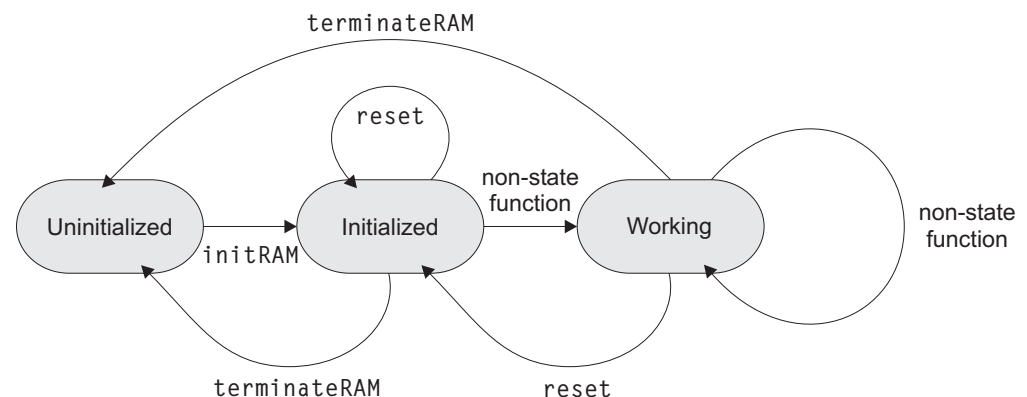 terminateRAM
reset
non-state
function
Uninitialized
initRAM
Initialized
Working
non-state
function
terminateRAM
reset